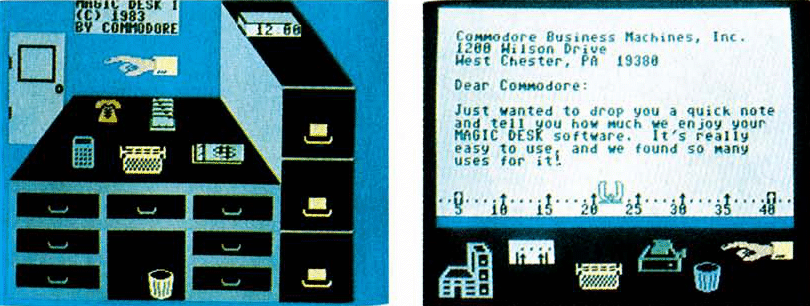 MAGIC DESK I
(C) 1983
BY COMMODORE
12 00
Commodore Business Machines, Inc.
1200 Wilson Drive
West Chester, PA 19380
Dear Commodore:
Just wanted to drop you a quick note
and tell you how much we enjoy your
MAGIC DESK software. It's really
easy to use, and we found so many
uses for it!
5 10 15 20 25 30 35 40